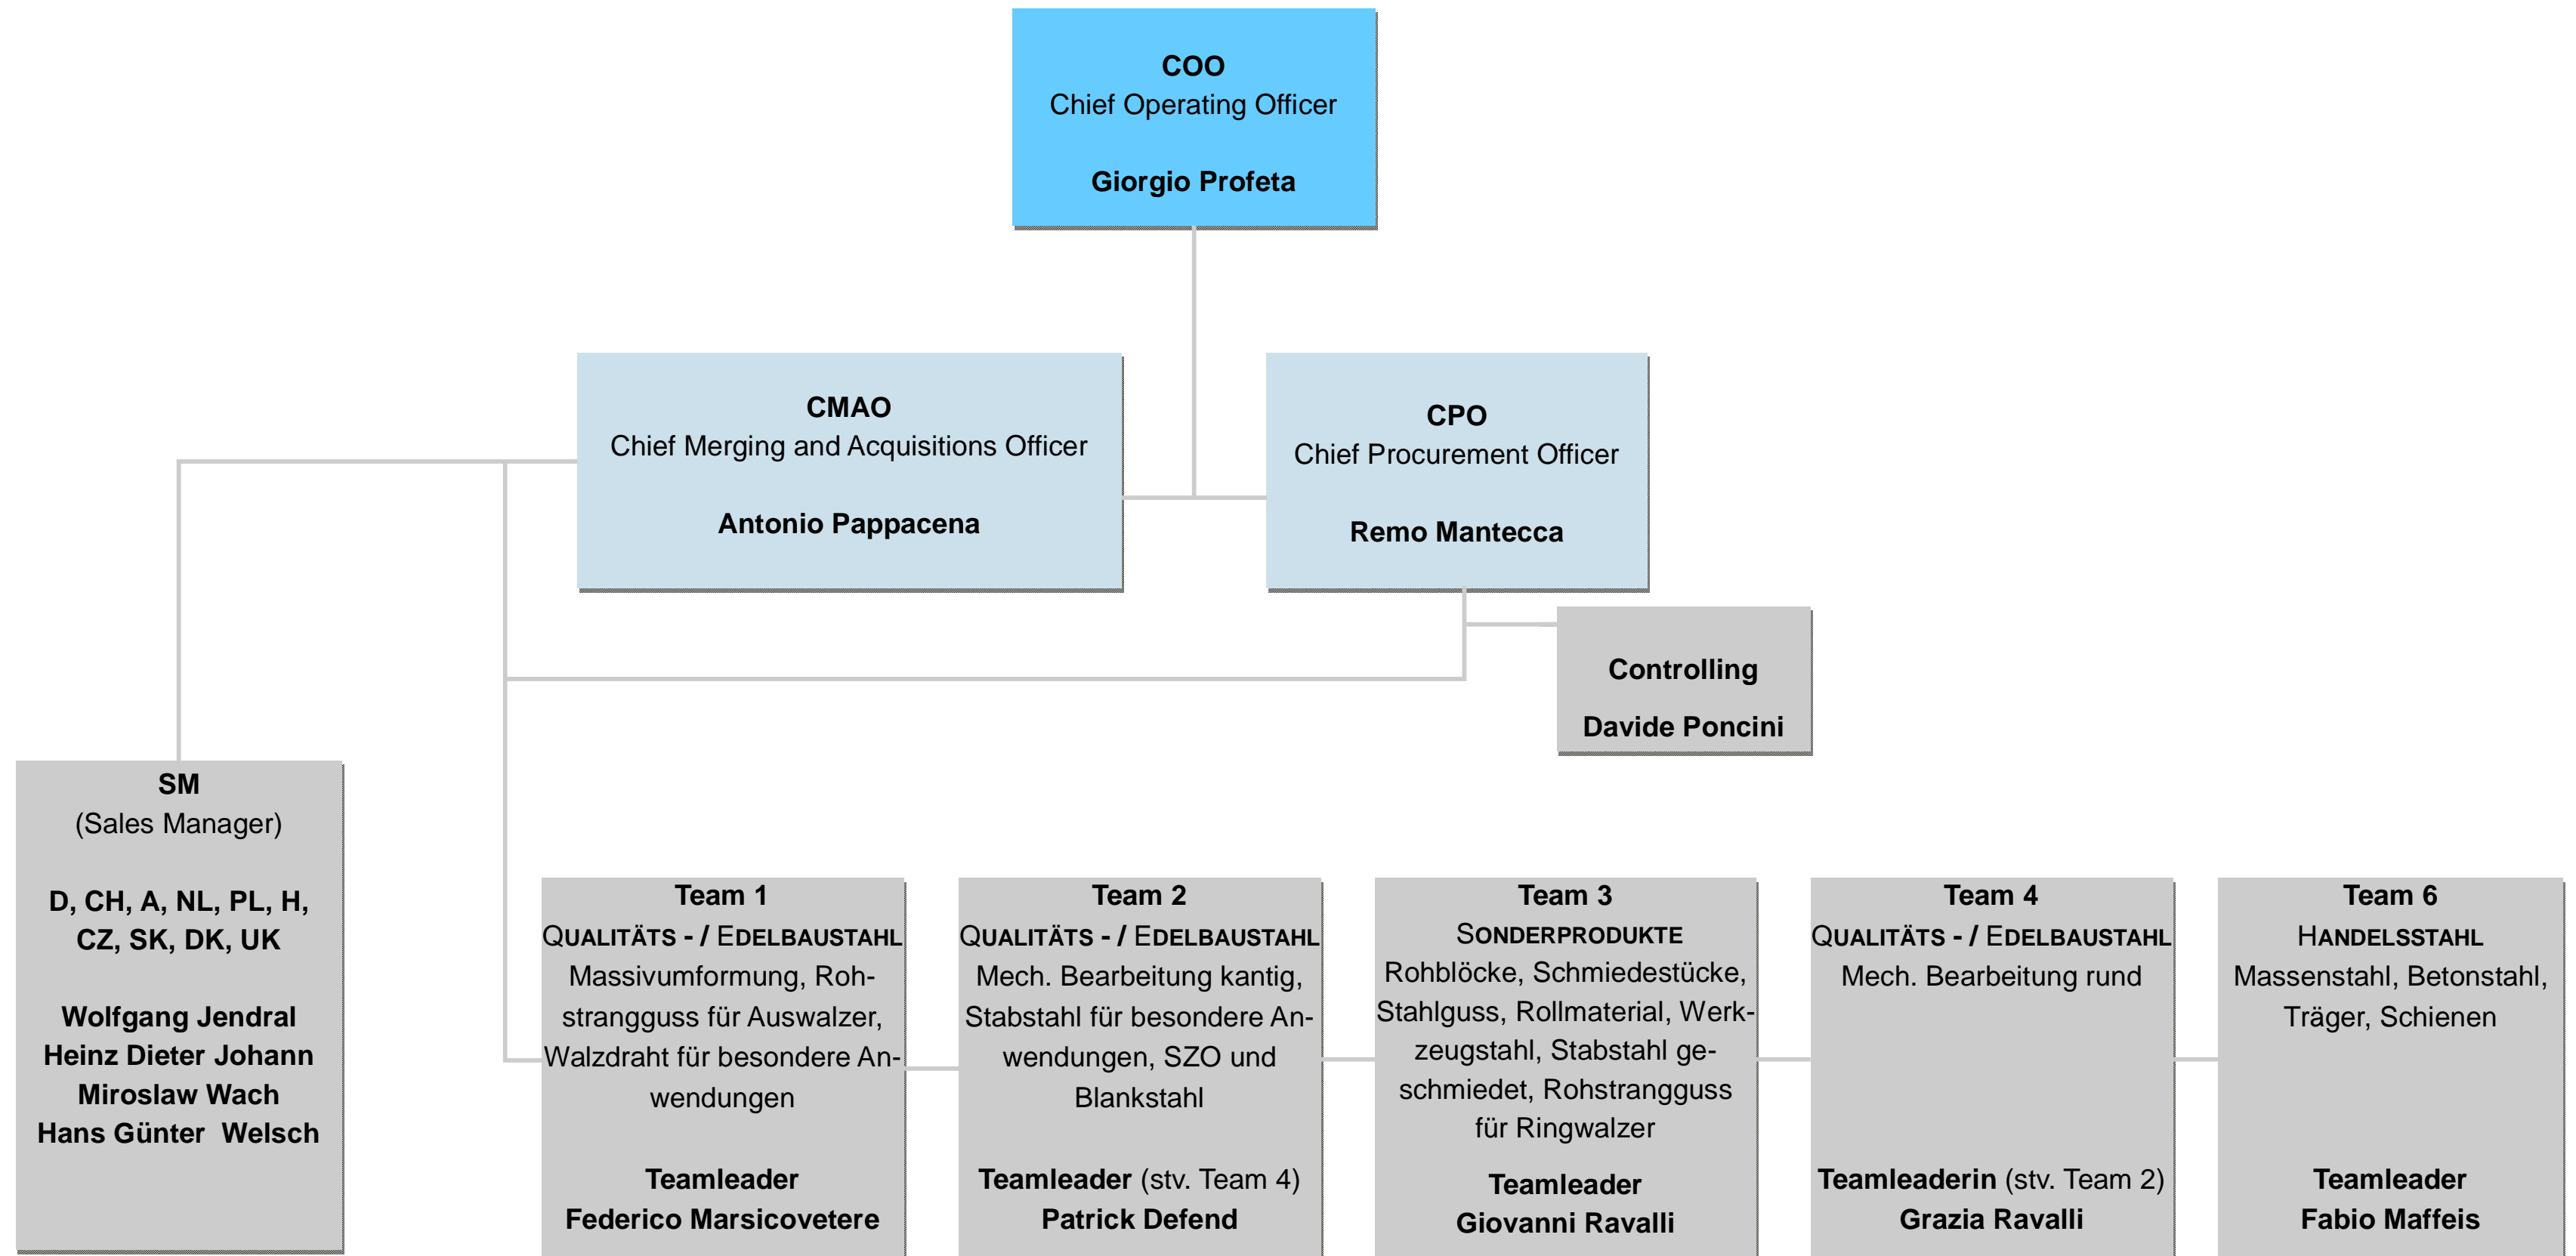 COO
Chief Operating Officer
Giorgio Profeta
CMAO
Chief Merging and Acquisitions Officer
Antonio Pappacena
CPO
Chief Procurement Officer
Remo Mantecca
Controlling
Davide Poncini
SM
(Sales Manager)
D, CH, A, NL, PL, H,
CZ, SK, DK, UK
Wolfgang Jendral
Heinz Dieter Johann
Miroslaw Wach
Hans Günter Welsch
Team 1
QUALITÄTS - / EDELBAUSTAHL
Massivumformung, Roh-
strangguss für Auswalzer,
Walzdraht für besondere An-
wendungen
Teamleader
Federico Marsicovetere
Team 2
QUALITÄTS - / EDELBAUSTAHL
Mech. Bearbeitung kantig,
Stabstahl für besondere An-
wendungen, SZO und
Blankstahl
Teamleader (stv. Team 4)
Patrick Defend
Team 3
SONDERPRODUKTE
Rohblöcke, Schmiedestücke,
Stahlguss, Rollmaterial, Werk-
zeugstahl, Stabstahl ge-
schmiedet, Rohstrangguss
für Ringwalzer
Teamleader
Giovanni Ravalli
Team 4
QUALITÄTS - / EDELBAUSTAHL
Mech. Bearbeitung rund
Teamleaderin (stv. Team 2)
Grazia Ravalli
Team 6
HANDELSSTAHL
Massenstahl, Betonstahl,
Träger, Schienen
Teamleader
Fabio Maffeis